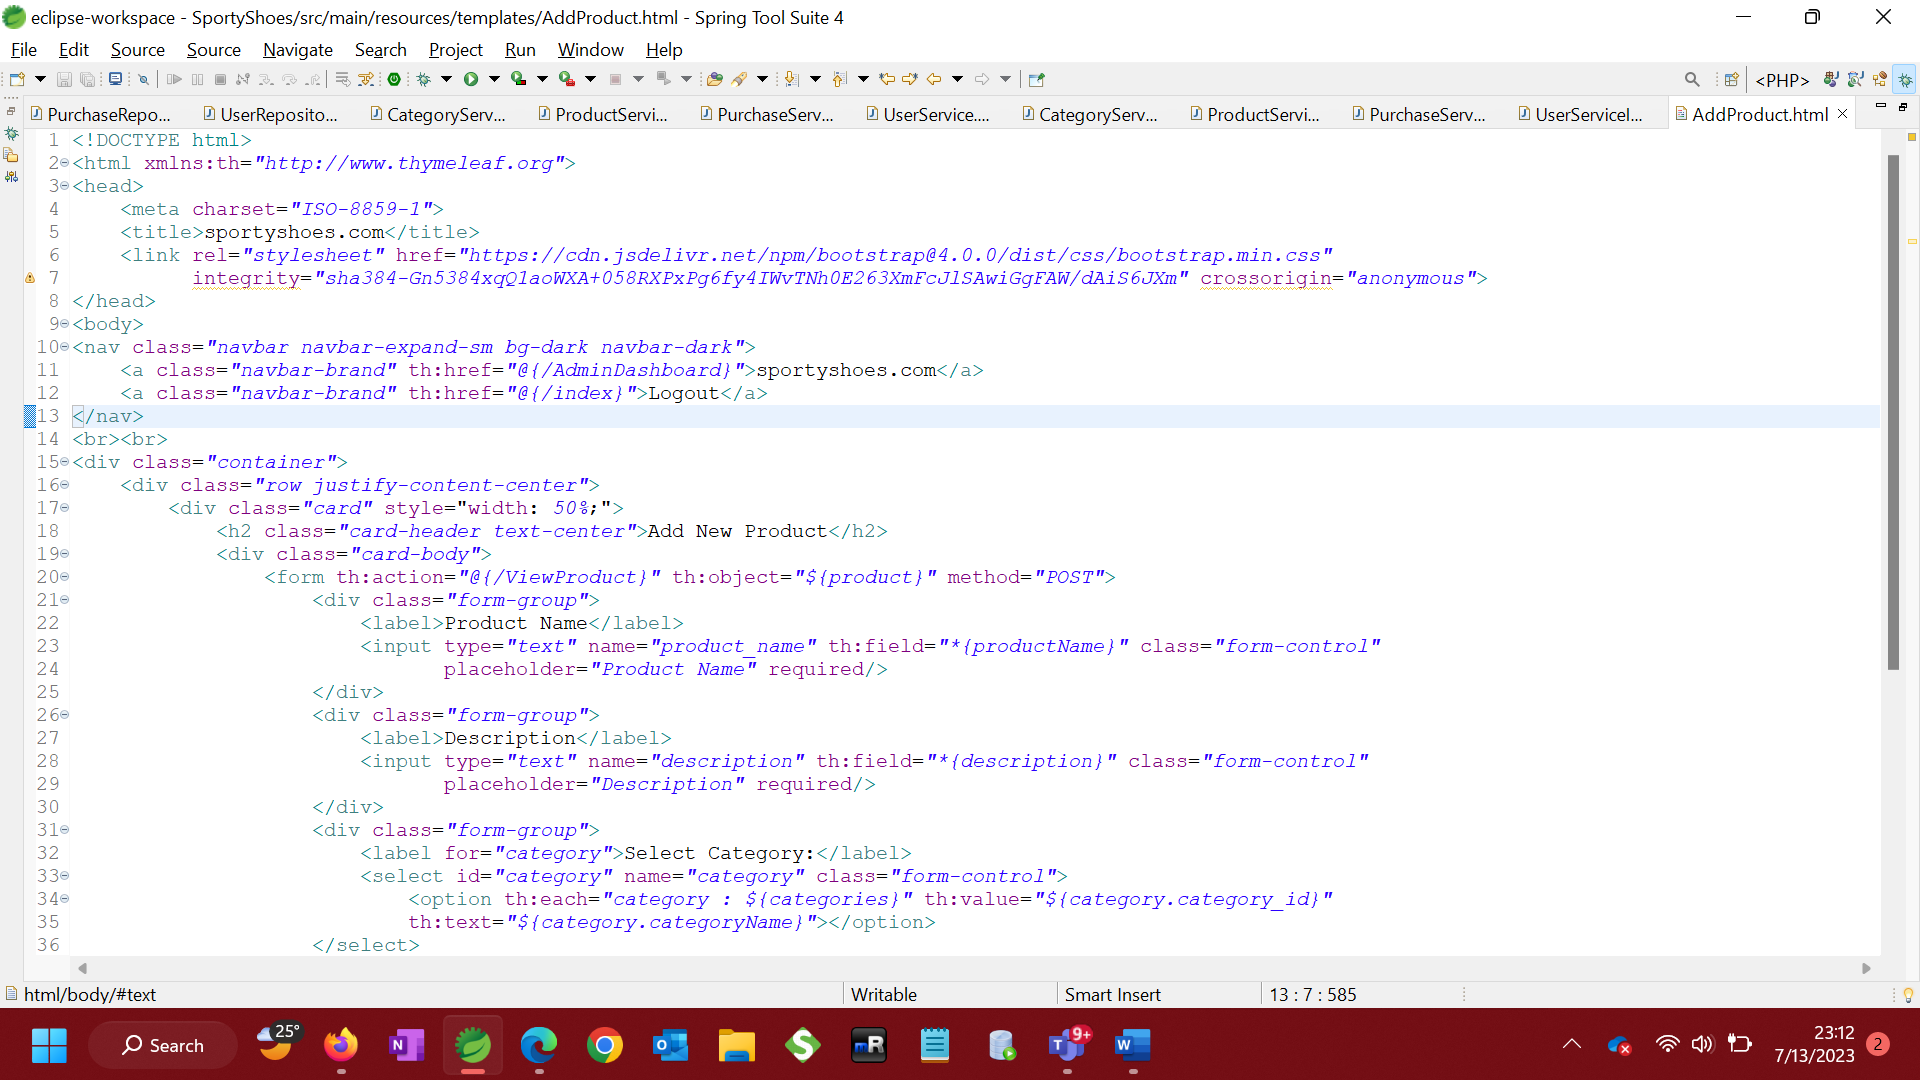 eclipse-workspace - SportyShoes/src/main/resources/templates/AddProduct.html - Spring Tool Suite 4
File Edit Source Source Navigate Search Project Run Window Help
<PHP>
PurchaseRepo... UserReposito... CategoryServ... ProductServi... PurchaseServ... UserService.... CategoryServ... ProductServi... PurchaseServ... UserServiceI... AddProduct.html
1 <!DOCTYPE html>
2 <html xmlns:th="http://www.thymeleaf.org">
3 <head>
4     <meta charset="ISO-8859-1">
5     <title>sportyshoes.com</title>
6     <link rel="stylesheet" href="https://cdn.jsdelivr.net/npm/bootstrap@4.0.0/dist/css/bootstrap.min.css"
7           integrity="sha384-Gn5384xqQ1aoWXA+058RXPxPg6fy4IWvTNh0E263XmFcJlSAwiGgFAW/dAiS6JXm" crossorigin="anonymous">
8 </head>
9 <body>
10 <nav class="navbar navbar-expand-sm bg-dark navbar-dark">
11     <a class="navbar-brand" th:href="@{/AdminDashboard}">sportyshoes.com</a>
12     <a class="navbar-brand" th:href="@{/index}">Logout</a>
13 </nav>
14 <br><br>
15 <div class="container">
16     <div class="row justify-content-center">
17         <div class="card" style="width: 50%;">
18             <h2 class="card-header text-center">Add New Product</h2>
19             <div class="card-body">
20                 <form th:action="@{/ViewProduct}" th:object="${product}" method="POST">
21                     <div class="form-group">
22                         <label>Product Name</label>
23                         <input type="text" name="product_name" th:field="*{productName}" class="form-control"
24                                placeholder="Product Name" required/>
25                     </div>
26                     <div class="form-group">
27                         <label>Description</label>
28                         <input type="text" name="description" th:field="*{description}" class="form-control"
29                                placeholder="Description" required/>
30                     </div>
31                     <div class="form-group">
32                         <label for="category">Select Category:</label>
33                         <select id="category" name="category" class="form-control">
34                             <option th:each="category : ${categories}" th:value="${category.category_id}"
35                             th:text="${category.categoryName}"></option>
36                     </select>
html/body/#text Writable Smart Insert 13 : 7 : 585
25° Search 9+ 23:12
7/13/2023 2